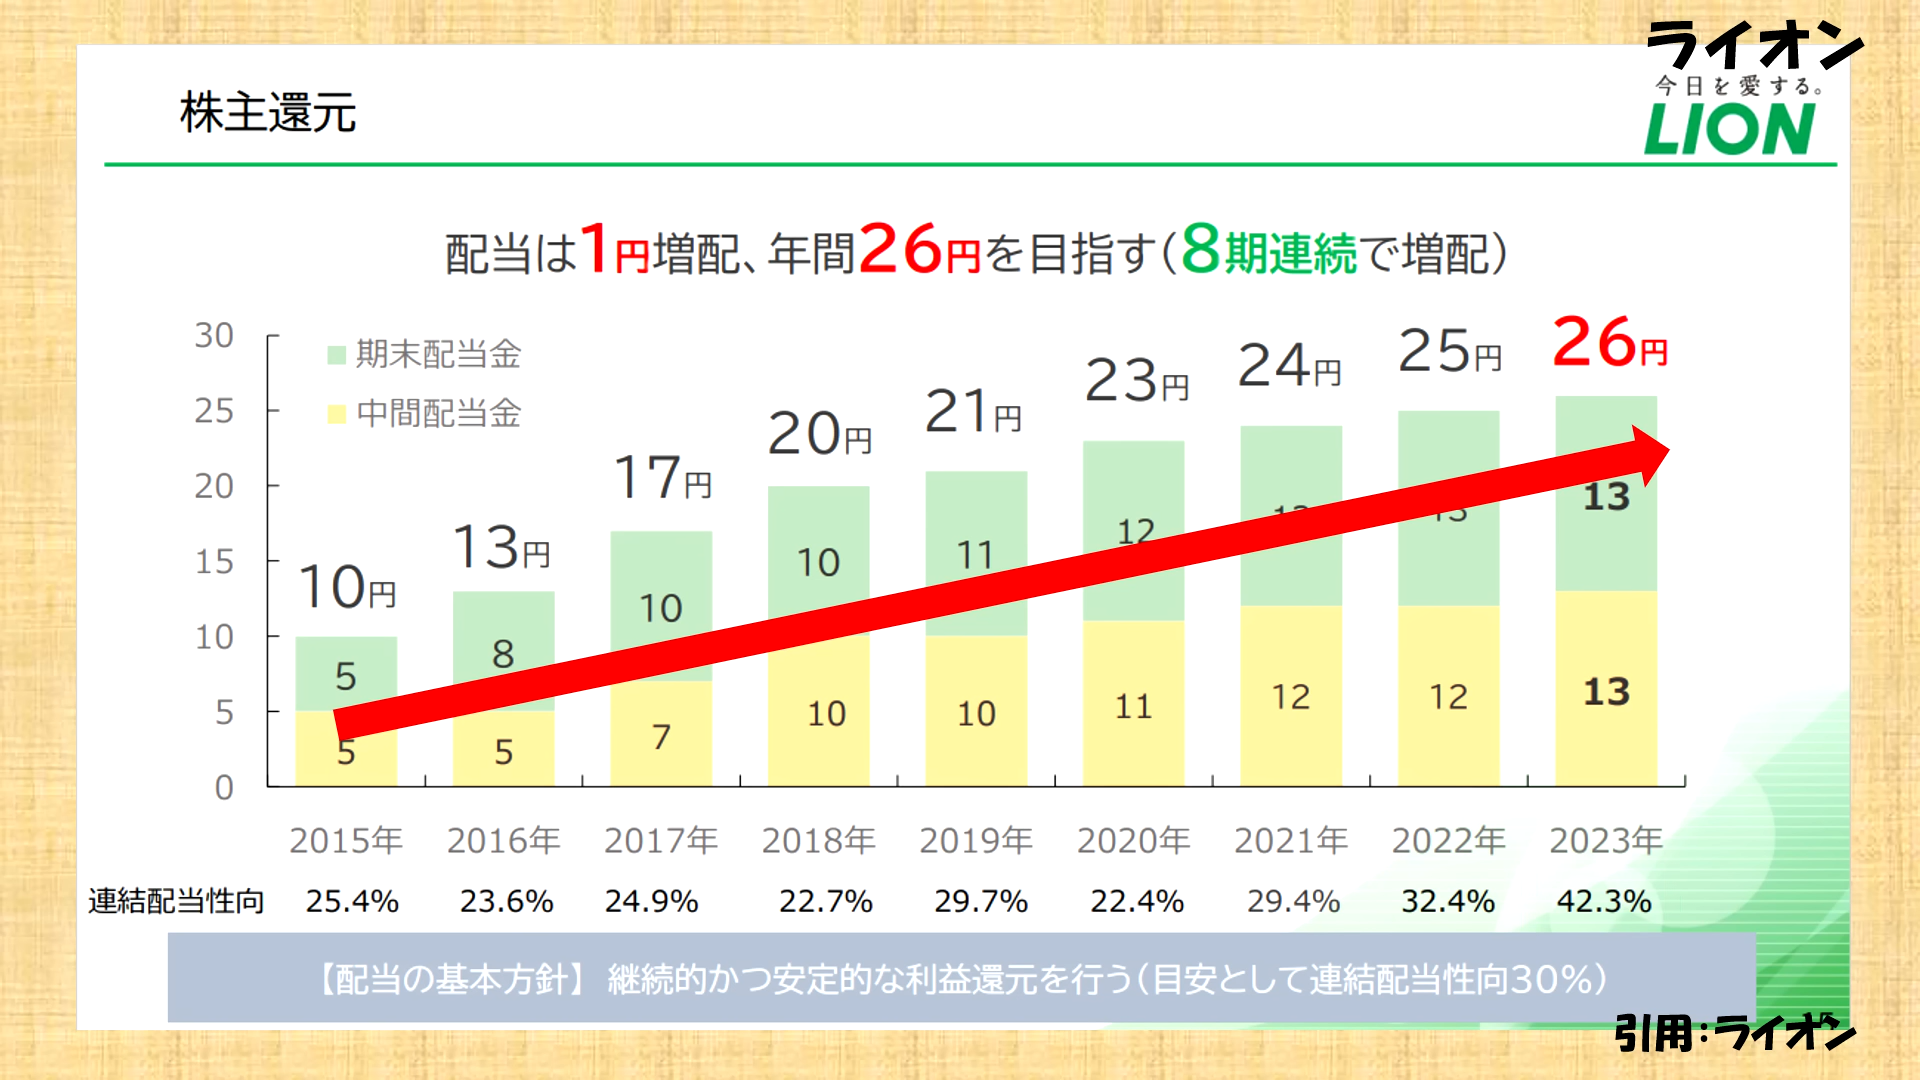 ライオン
今日を愛する。
LION
株主還元
配当は1円増配、年間26円を目指す(8期連続で増配)
期末配当金
中間配当金
30
25
20
15
10
5
0
10円
13円
17円
20円
21円
23円
24円
25円
26円
5
8
10
10
11
12
13
5
5
7
10
10
11
12
12
13
2015年
2016年
2017年
2018年
2019年
2020年
2021年
2022年
2023年
連結配当性向 25.4% 23.6% 24.9% 22.7% 29.7% 22.4% 29.4% 32.4% 42.3%
【配当の基本方針】 継続的かつ安定的な利益還元を行う(目安として連結配当性向30%)
引用:ライオン